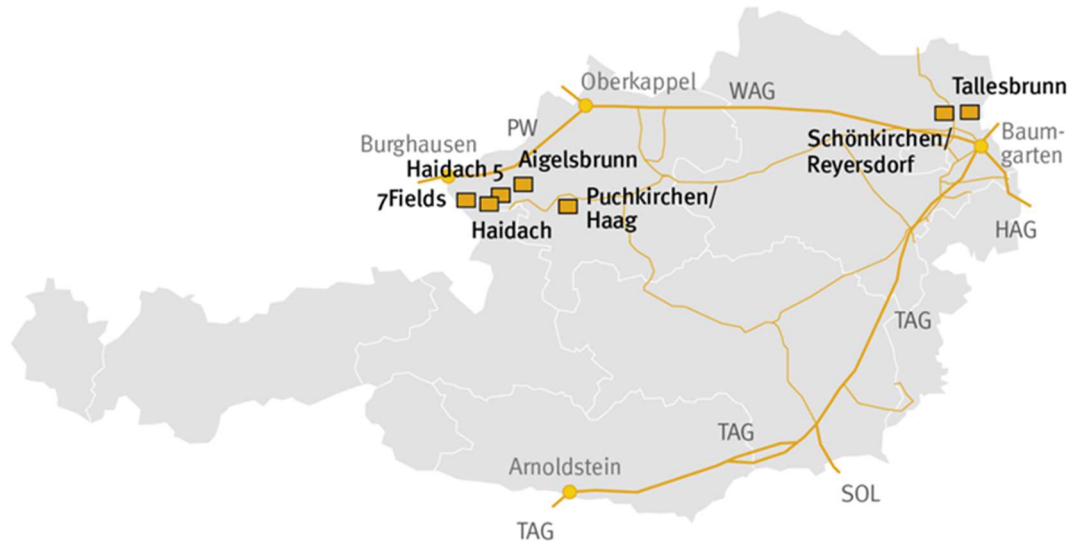 Oberkappel
WAG
Tallesbrunn
PW
Burghausen
Schönkirchen/
Reyersdorf
Baum-
garten
Haidach 5
Aigelsbrunn
7Fields
Puchkirchen/
Haag
Haidach
HAG
TAG
TAG
Arnoldstein
SOL
TAG